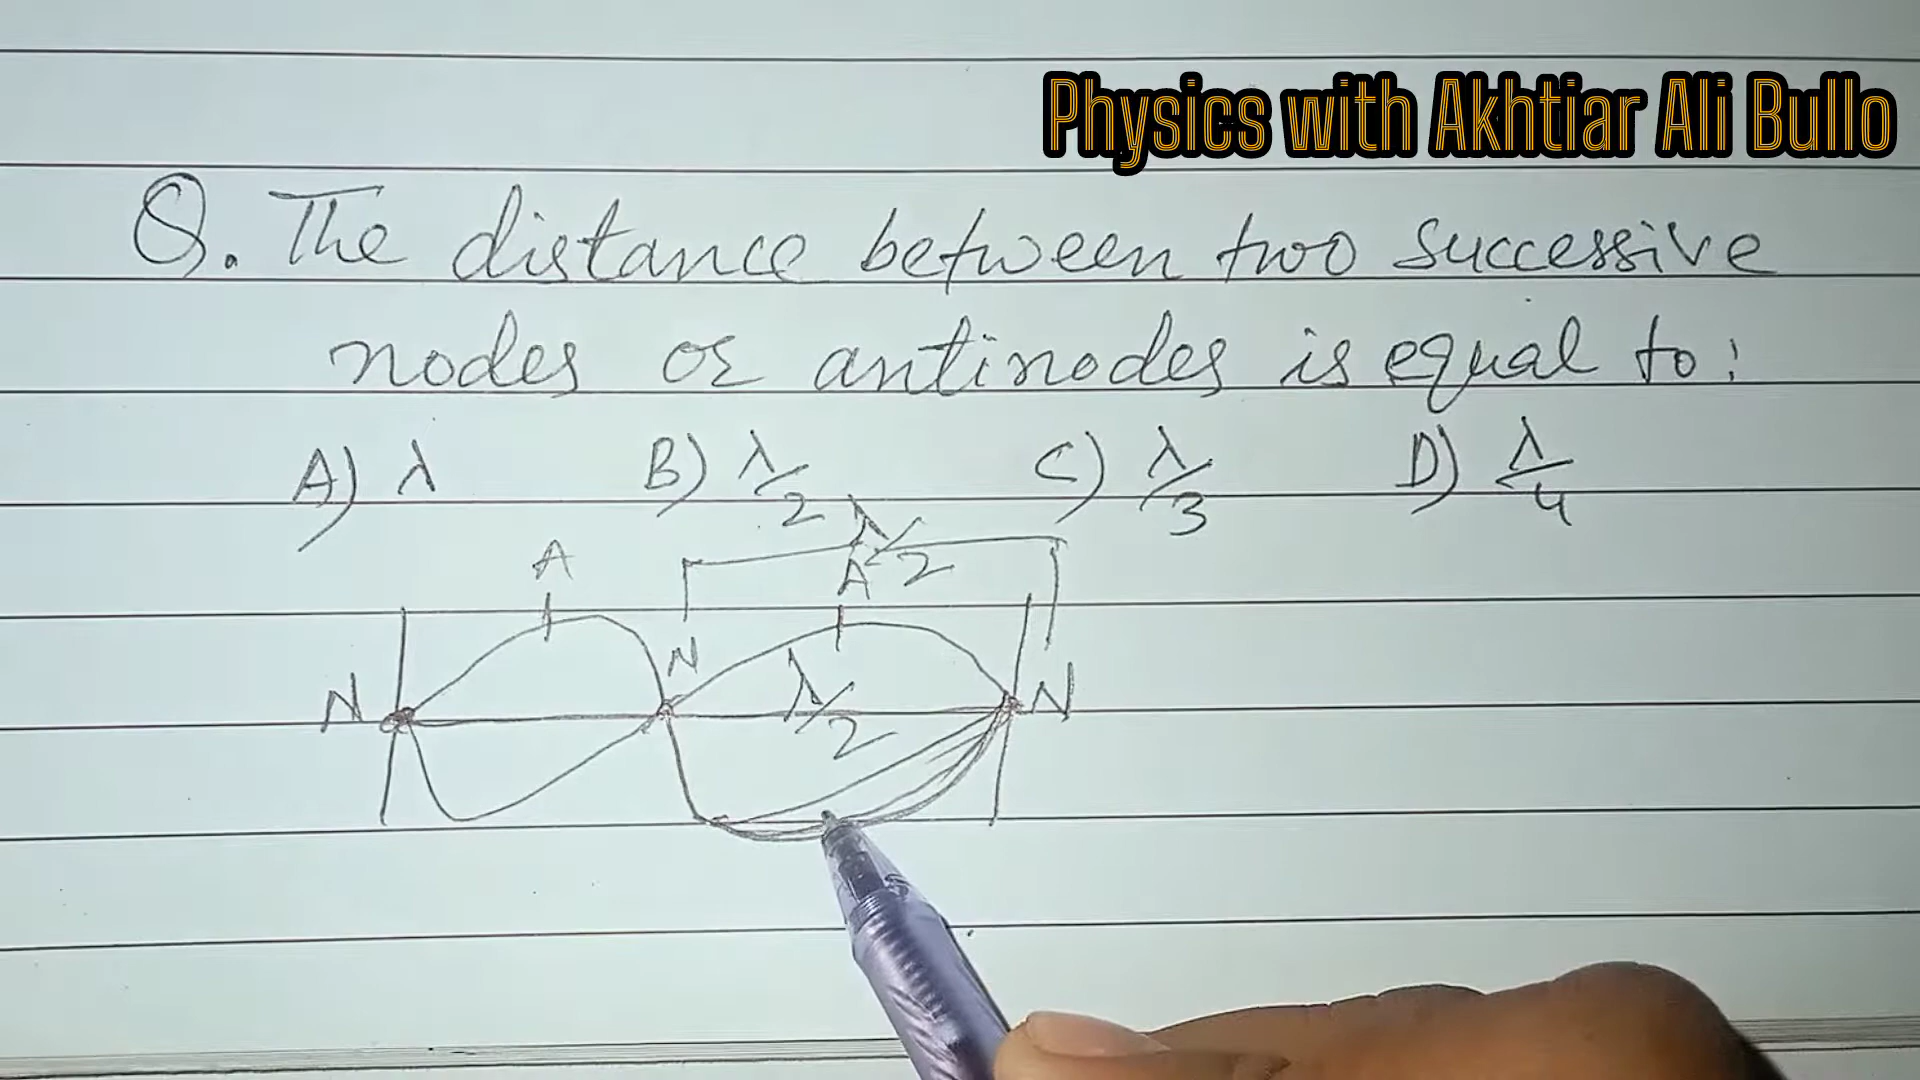 Physics with Akhtiar Ali Bullo
Q. The distance between two successive
nodes or antinodes is equal to:
A) λ B) λ/2 C) λ/3 D) λ/4
λ/2
A A
N N N
λ/2